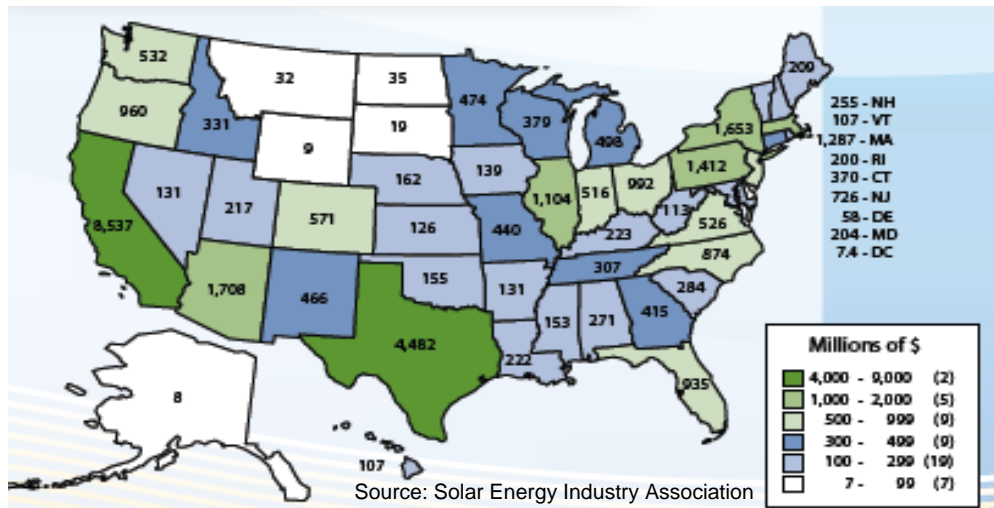 532
32
35
474
209
960
331
19
379
498
1,653
9
1,412
139
162
1,104
516
992
131
217
571
126
440
113
526
223
874
8,537
307
155
131
284
1,708
466
415
153
271
4,482
222
935
8
107
255 - NH
107 - VT
1,287 - MA
200 - RI
370 - CT
726 - NJ
58 - DE
204 - MD
7.4 - DC
Millions of $
4,000 - 9,000 (2)
1,000 - 2,000 (5)
500 - 999 (9)
300 - 499 (9)
100 - 299 (19)
7 - 99 (7)
Source: Solar Energy Industry Association